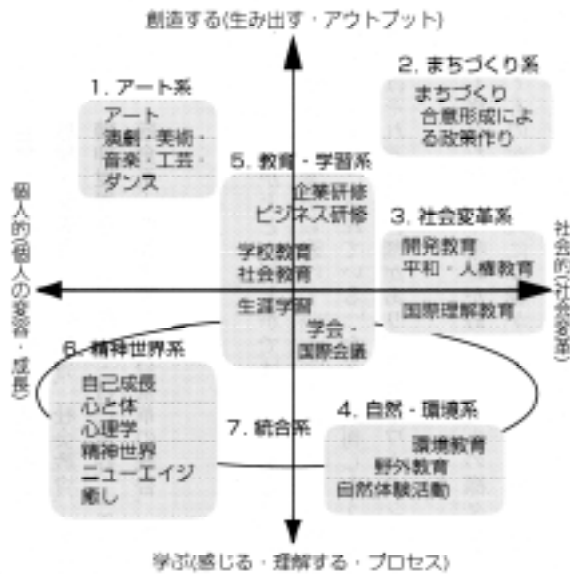 創造する(生み出す・アウトプット)
1. アート系
アート
演劇・美術・
音楽・工芸・
ダンス
2. まちづくり系
まちづくり
合意形成によ
る政策作り
5. 教育・学習系
企業研修
ビジネス研修
学校教育
社会教育
生涯学習
学会・
国際会議
3. 社会変革系
開発教育
平和・人権教育
国際理解教育
個人的(個人の変容・成長)
社会的(社会変革)
6. 精神世界系
自己成長
心と体
心理学
精神世界
ニューエイジ
癒し
7. 統合系
4. 自然・環境系
環境教育
野外教育
自然体験活動
学ぶ(感じる・理解する・プロセス)